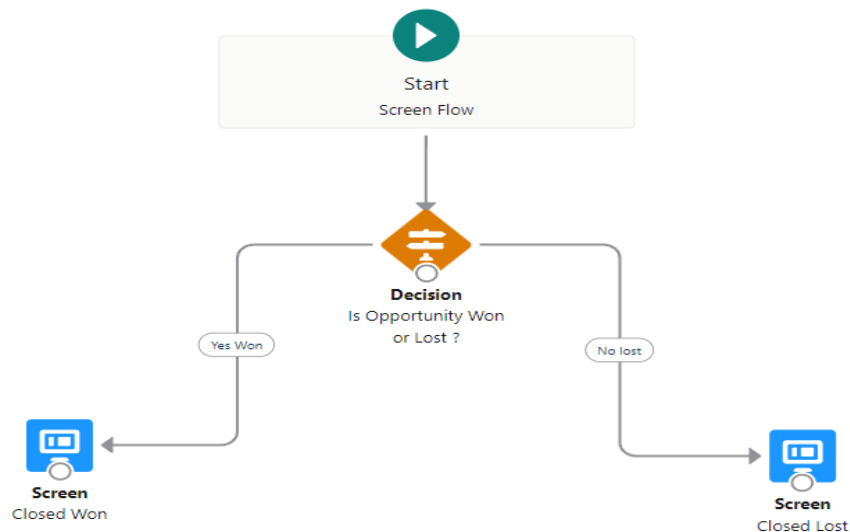 Start
Screen Flow
Decision
Is Opportunity Won
or Lost ?
Yes Won
No lost
Screen
Closed Won
Screen
Closed Lost